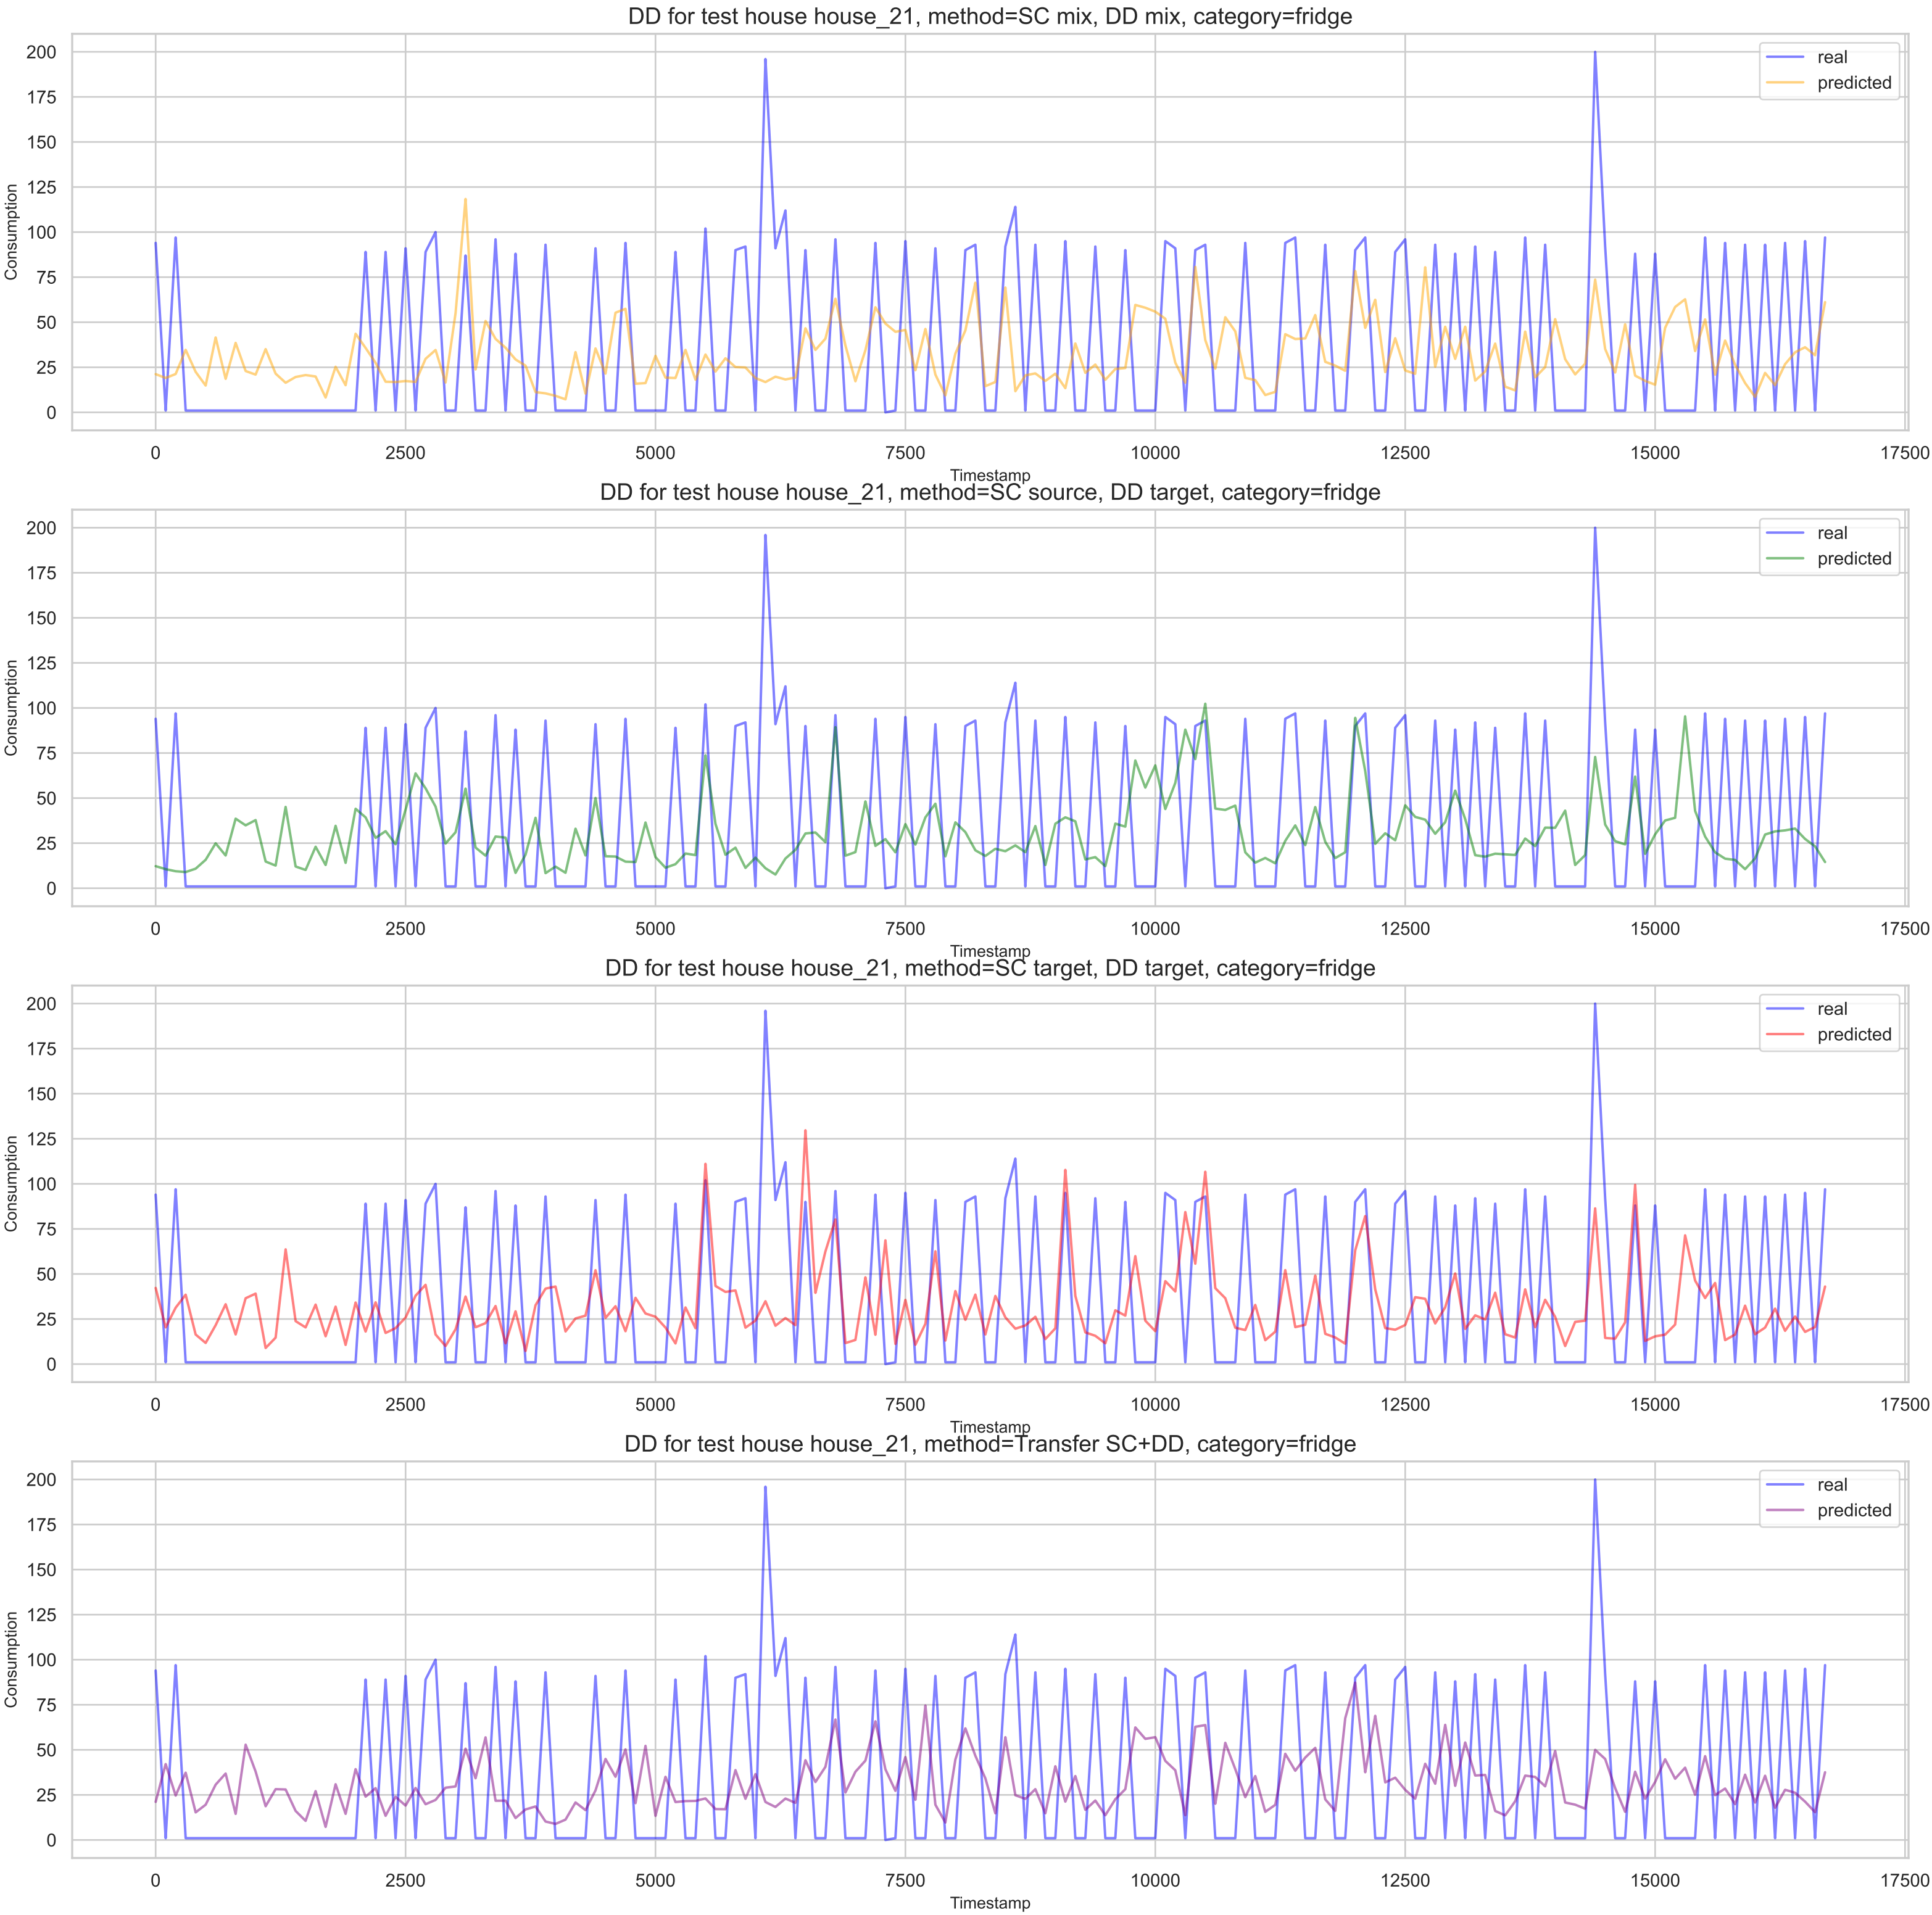 DD for test house house_21, method=SC mix, DD mix, category=fridge
200
175
150
125
100
75
50
25
0
Consumption
real
predicted
0 2500 5000 7500 10000 12500 15000 17500
Timestamp
DD for test house house_21, method=SC source, DD target, category=fridge
200
175
150
125
100
75
50
25
0
Consumption
real
predicted
0 2500 5000 7500 10000 12500 15000 17500
Timestamp
DD for test house house_21, method=SC target, DD target, category=fridge
200
175
150
125
100
75
50
25
0
Consumption
real
predicted
0 2500 5000 7500 10000 12500 15000 17500
Timestamp
DD for test house house_21, method=Transfer SC+DD, category=fridge
200
175
150
125
100
75
50
25
0
Consumption
real
predicted
0 2500 5000 7500 10000 12500 15000 17500
Timestamp